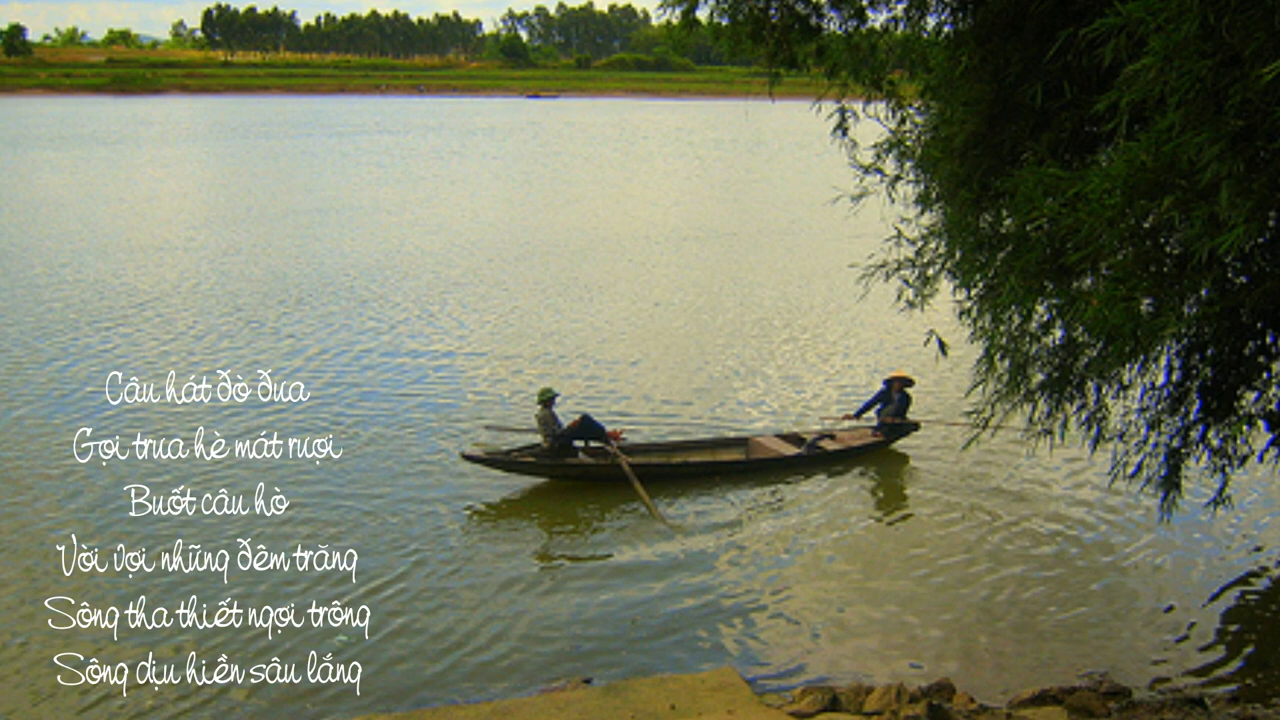 Câu hát đò đưa
Gọi trưa hè mát rượi
Buốt câu hò
Vời vợi những đêm trăng
Sông tha thiết ngợi trông
Sông dịu hiền sâu lắng